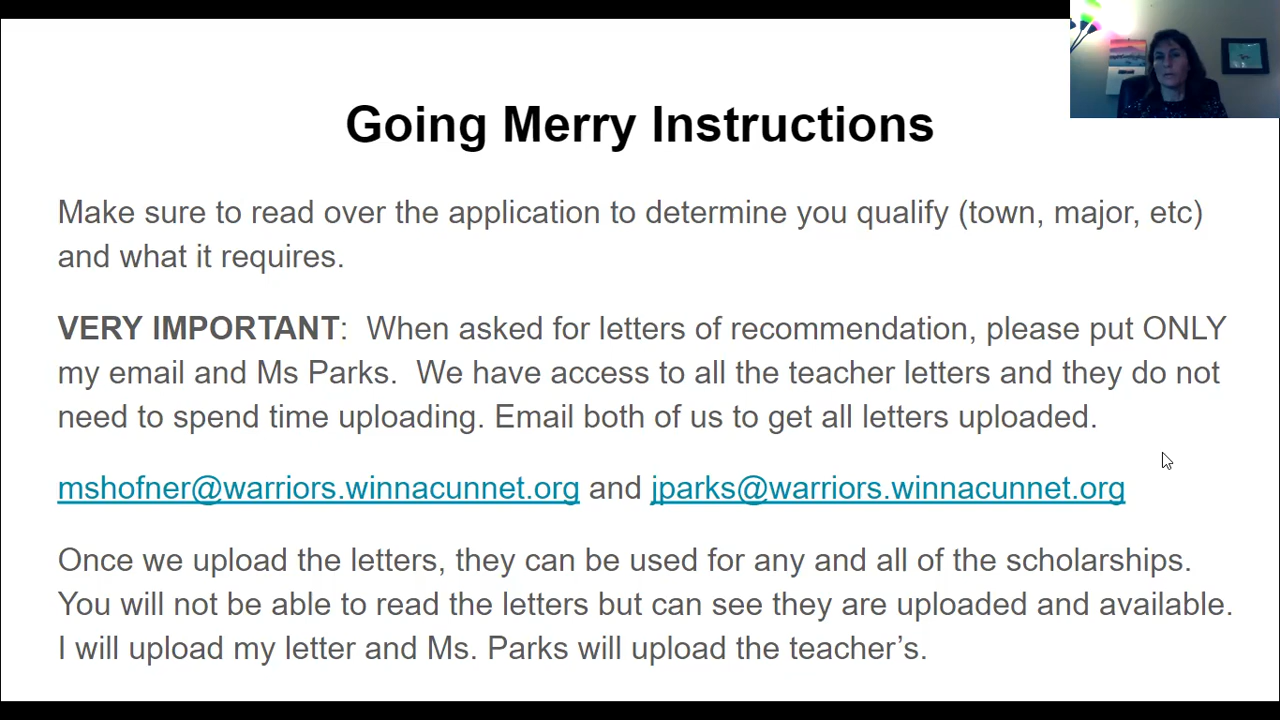 Going Merry Instructions
Make sure to read over the application to determine you qualify (town, major, etc)
and what it requires.
VERY IMPORTANT:  When asked for letters of recommendation, please put ONLY
my email and Ms Parks.  We have access to all the teacher letters and they do not
need to spend time uploading. Email both of us to get all letters uploaded.
mshofner@warriors.winnacunnet.org and jparks@warriors.winnacunnet.org
Once we upload the letters, they can be used for any and all of the scholarships.
You will not be able to read the letters but can see they are uploaded and available.
I will upload my letter and Ms. Parks will upload the teacher’s.